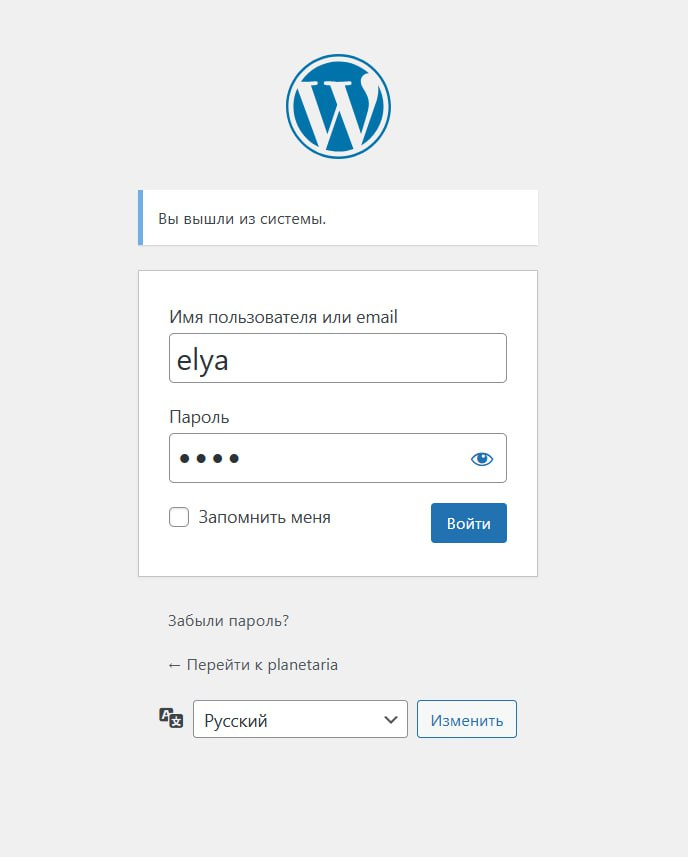 Вы вышли из системы.
Имя пользователя или email
elya
Пароль
••••
Запомнить меня
Войти
Забыли пароль?
← Перейти к planetaria
Русский
Изменить